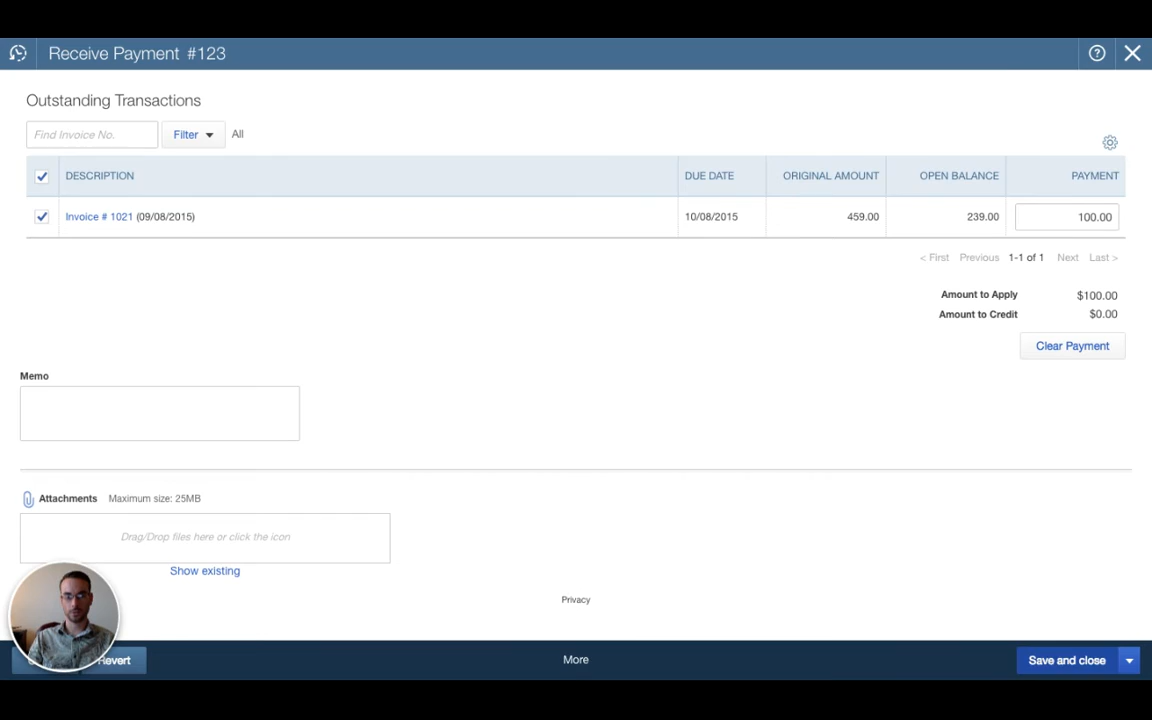 Receive Payment #123
Outstanding Transactions
Find Invoice No. Filter All
DESCRIPTION DUE DATE ORIGINAL AMOUNT OPEN BALANCE PAYMENT
Invoice # 1021 (09/08/2015) 10/08/2015 459.00 239.00 100.00
< First Previous 1-1 of 1 Next Last >
Amount to Apply $100.00
Amount to Credit $0.00
Clear Payment
Memo
Attachments Maximum size: 25MB
Drag/Drop files here or click the icon
Show existing
Privacy
Revert More Save and close